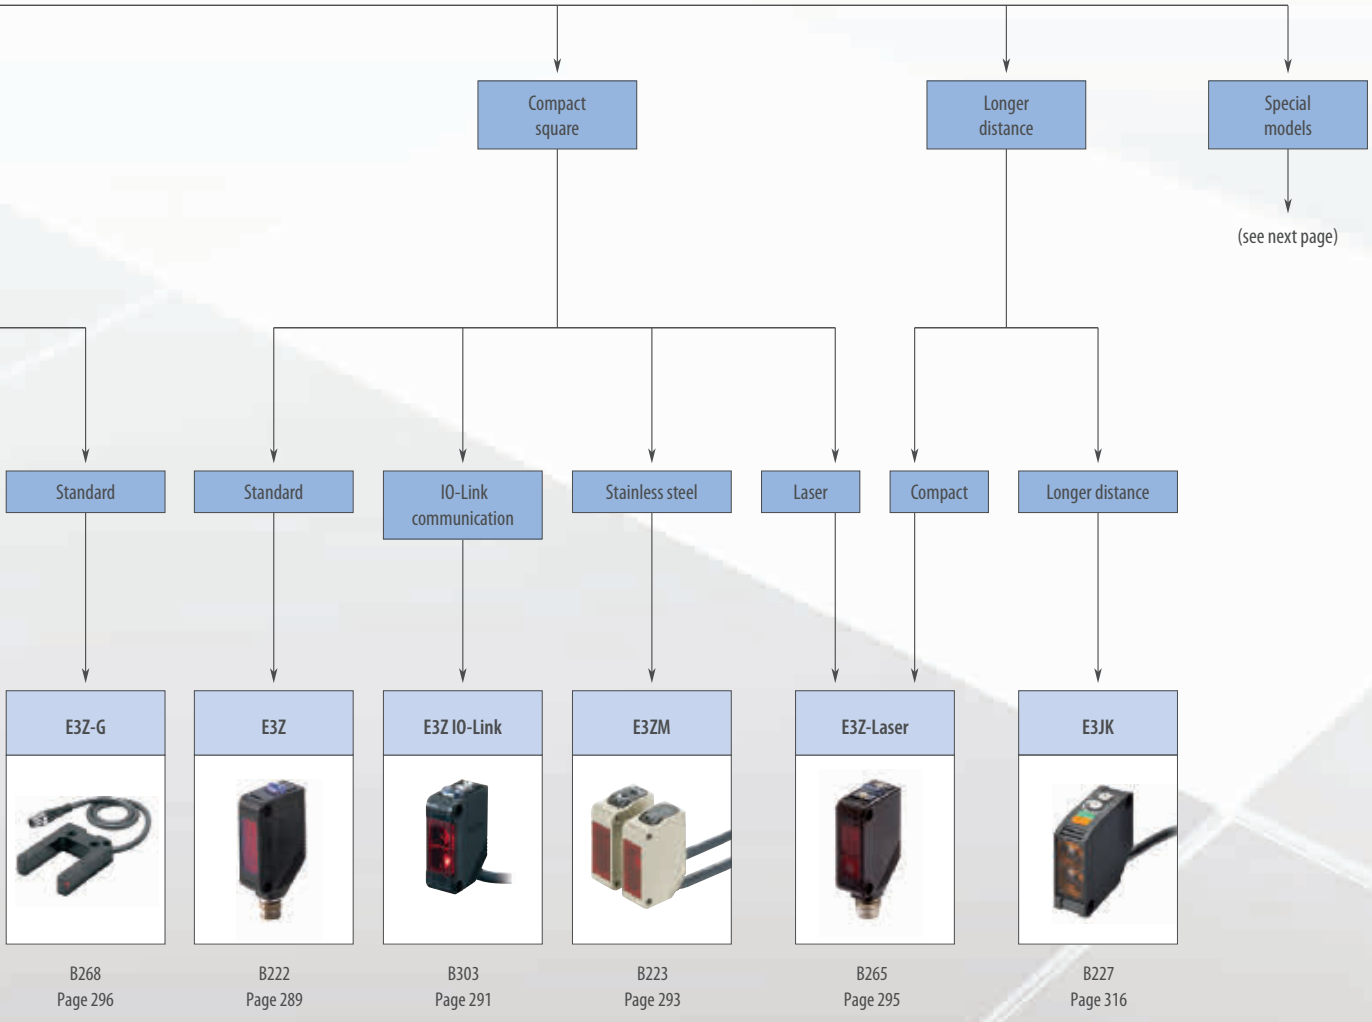 Compact
square
Longer
distance
Special
models
(see next page)
Standard
Standard
IO-Link
communication
Stainless steel
Laser
Compact
Longer distance
E3Z-G
E3Z
E3Z IO-Link
E3ZM
E3Z-Laser
E3JK
B268
Page 296
B222
Page 289
B303
Page 291
B223
Page 293
B265
Page 295
B227
Page 316